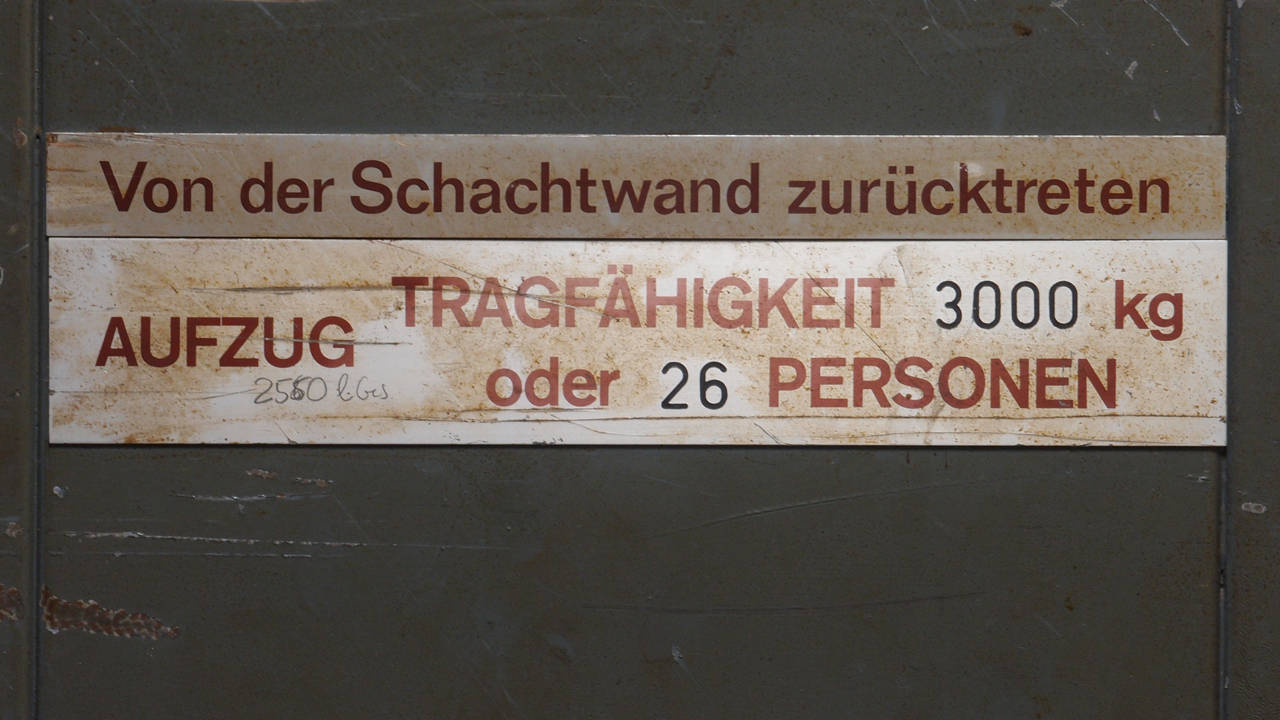 Von der Schachtwand zurücktreten
TRAGFÄHIGKEIT 3000 kg
AUFZUG
oder 26 PERSONEN